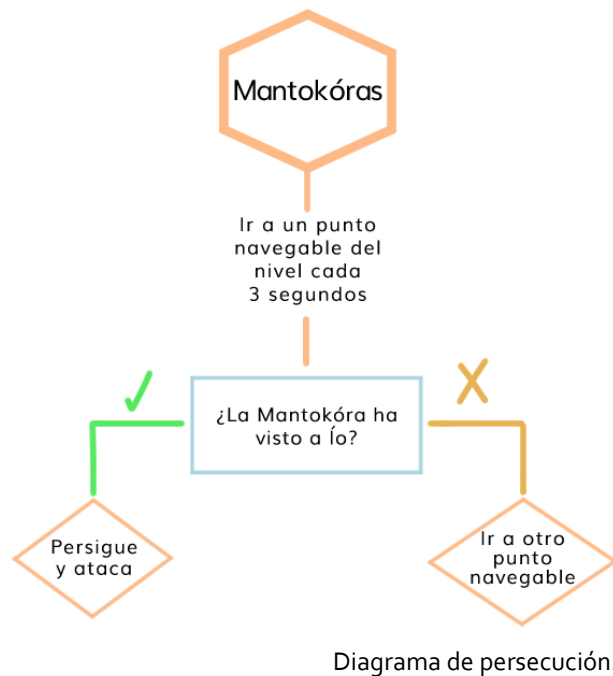 Mantokóras
Ir a un punto
navegable del
nivel cada
3 segundos
¿La Mantokóra ha
visto a Ío?
Persigue
y ataca
Ir a otro
punto
navegable
Diagrama de persecución